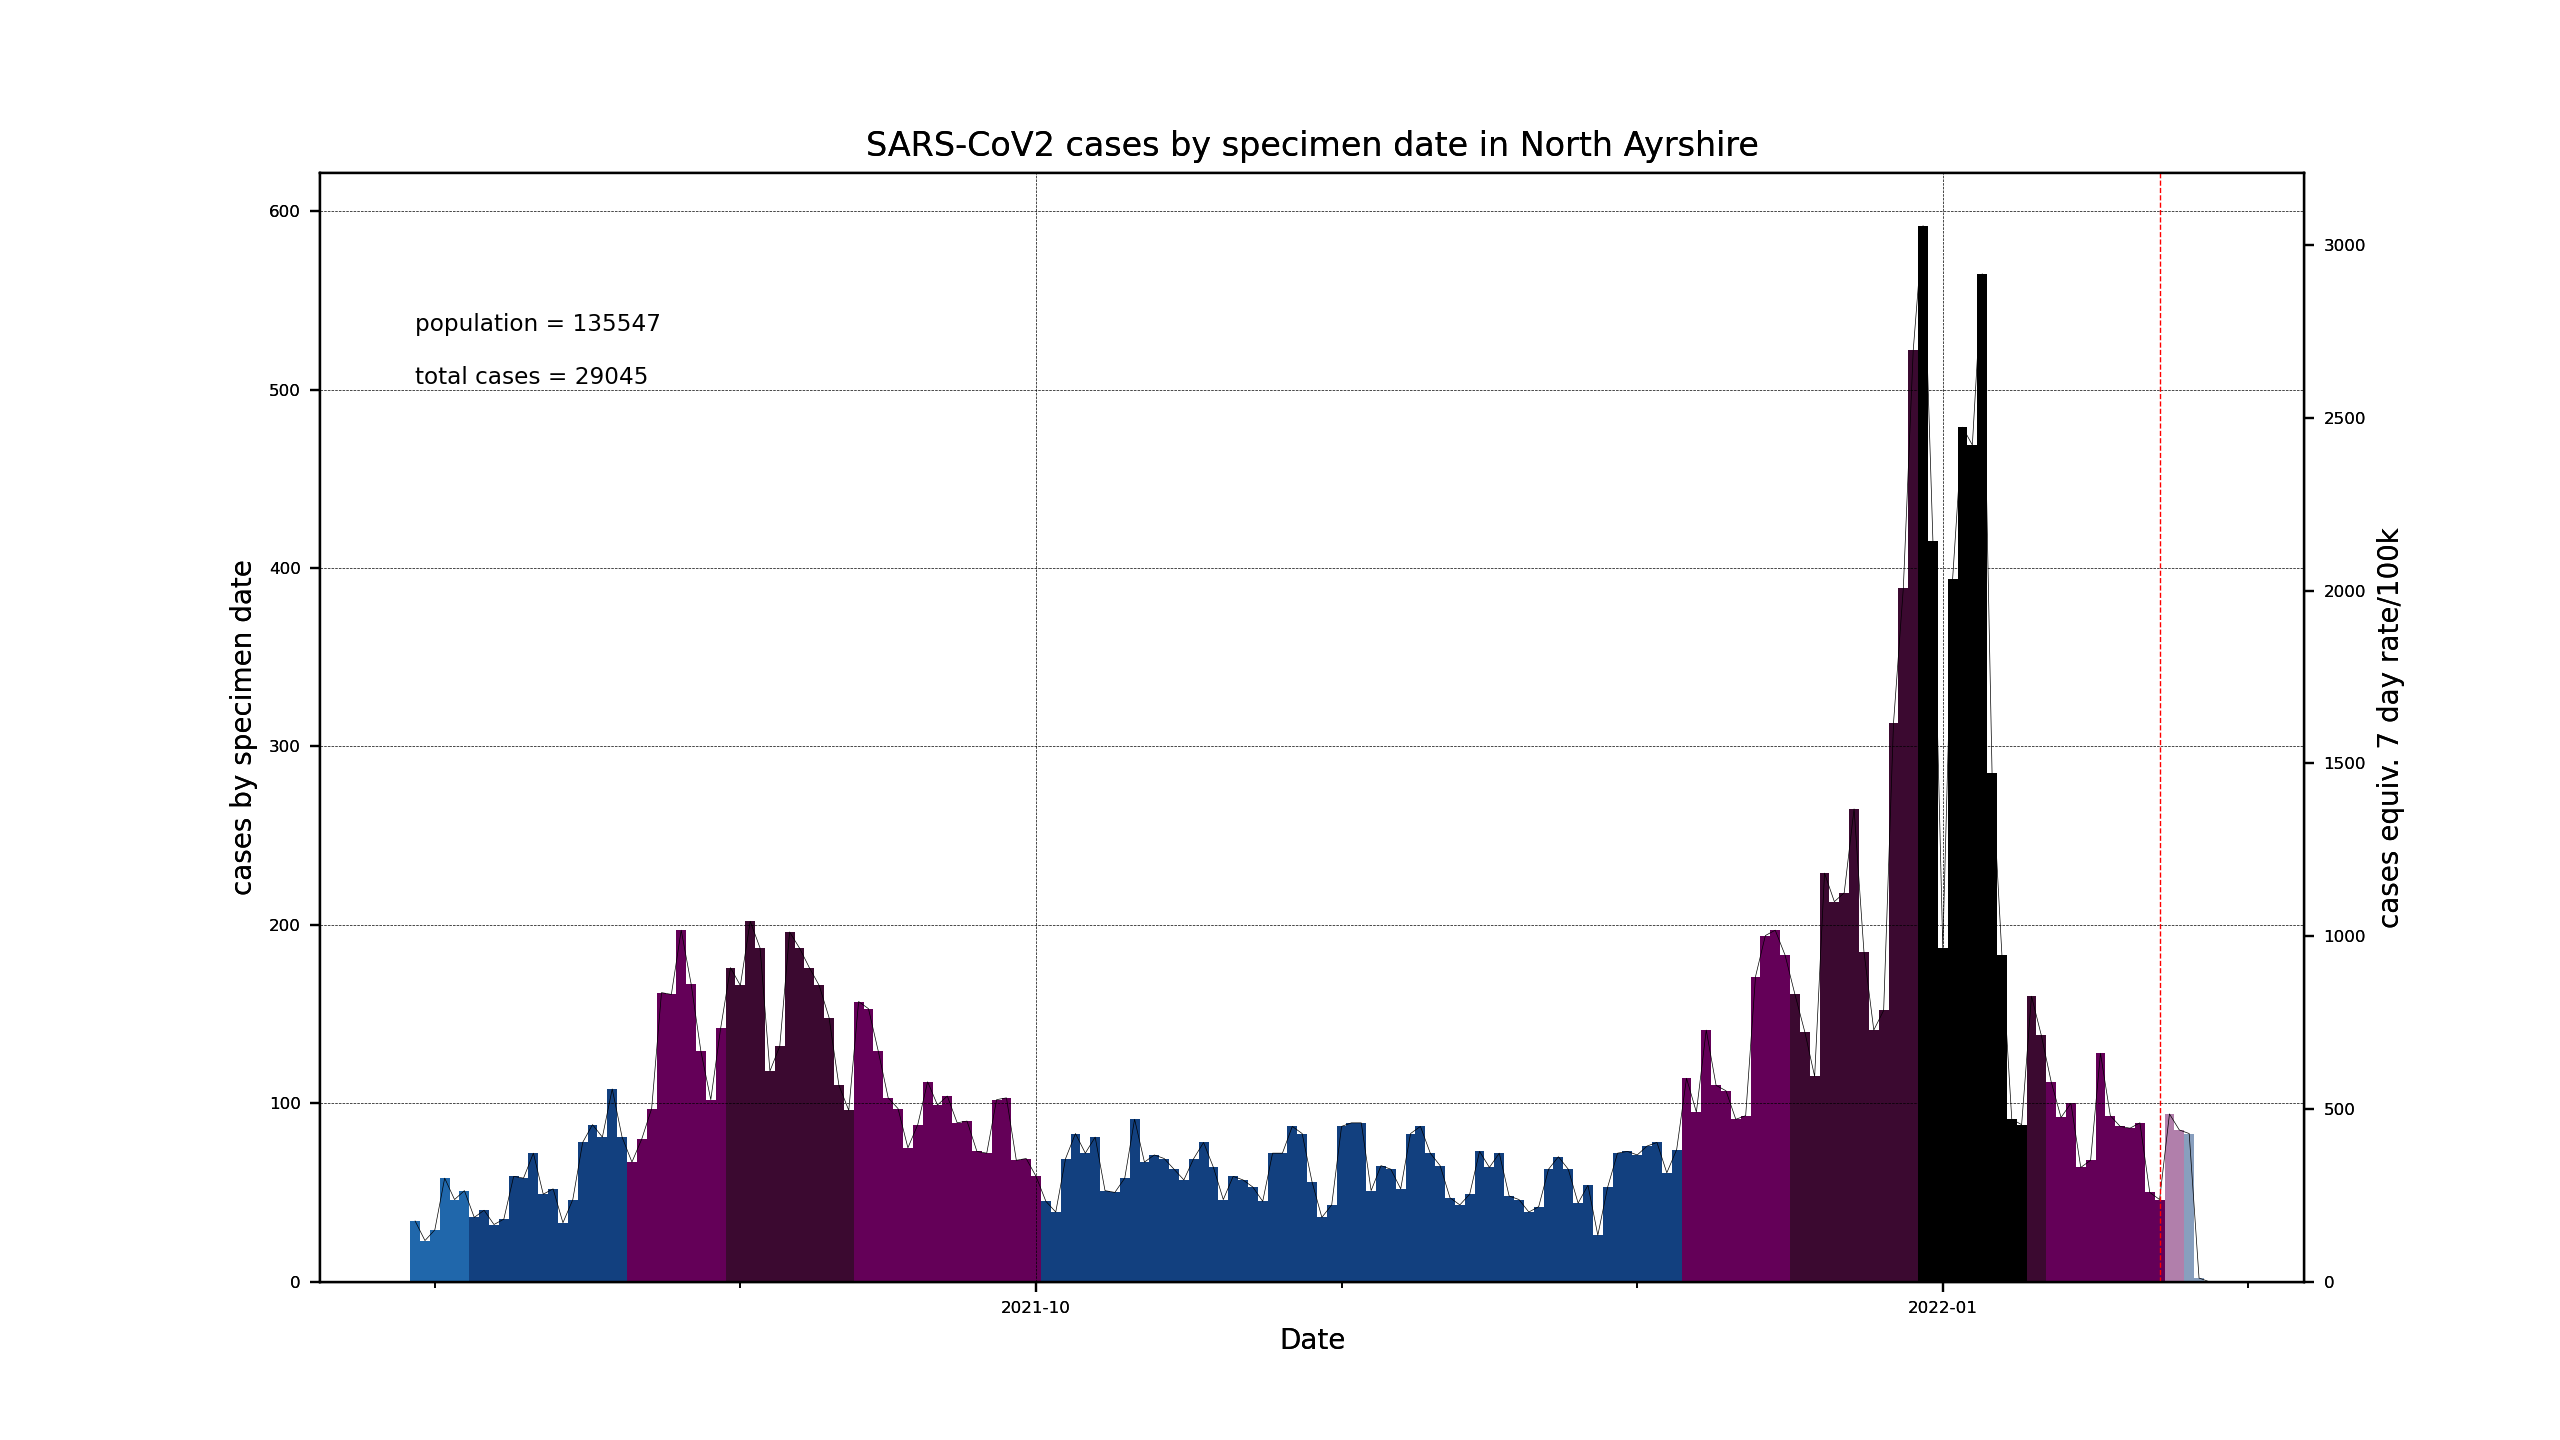 SARS-CoV2 cases by specimen date in North Ayrshire
population = 135547
total cases = 29045
cases by specimen date
600
500
400
300
200
100
0
3000
2500
2000
1500
1000
500
0
cases equiv. 7 day rate/100k
2021-10
2022-01
Date